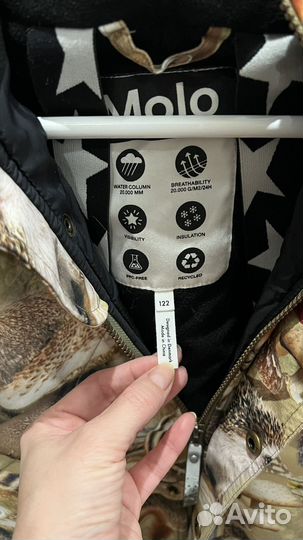 Molo
WATER COLUMN
20.000 MM
BREATHABILITY
20.000 G/M2/24H
VISIBILITY
INSULATION
PFC-FREE
RECYCLED
122
Designed in Denmark
Made in China
Avito